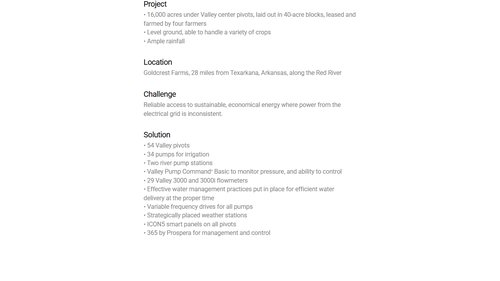 Project
• 16,000 acres under Valley center pivots, laid out in 40-acre blocks, leased and
farmed by four farmers
• Level ground, able to handle a variety of crops
• Ample rainfall
Location
Goldcrest Farms, 28 miles from Texarkana, Arkansas, along the Red River
Challenge
Reliable access to sustainable, economical energy where power from the
electrical grid is inconsistent.
Solution
• 54 Valley pivots
• 34 pumps for irrigation
• Two river pump stations
• Valley Pump Command® Basic to monitor pressure, and ability to control
• 29 Valley 3000 and 3000i flowmeters
• Effective water management practices put in place for efficient water
delivery at the proper time
• Variable frequency drives for all pumps
• Strategically placed weather stations
• ICON5 smart panels on all pivots
• 365 by Prospera for management and control